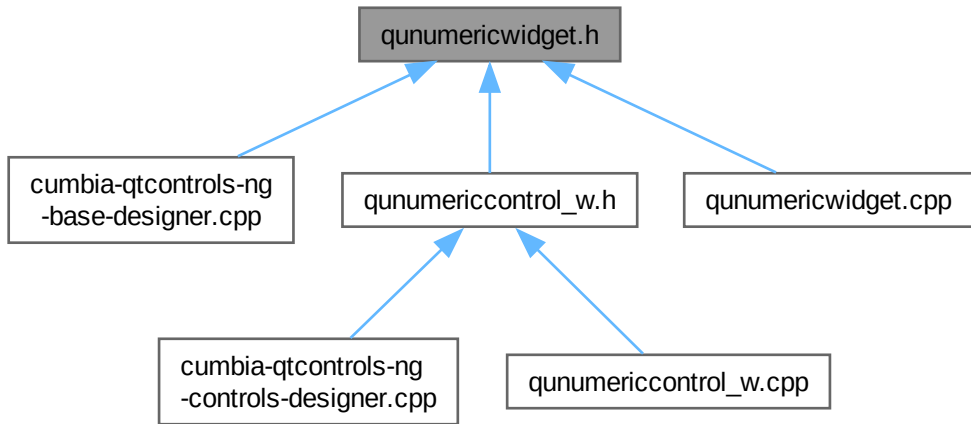 qunumericwidget.h
cumbia-qtcontrols-ng
-base-designer.cpp
qunumericcontrol_w.h
qunumericwidget.cpp
cumbia-qtcontrols-ng
-controls-designer.cpp
qunumericcontrol_w.cpp